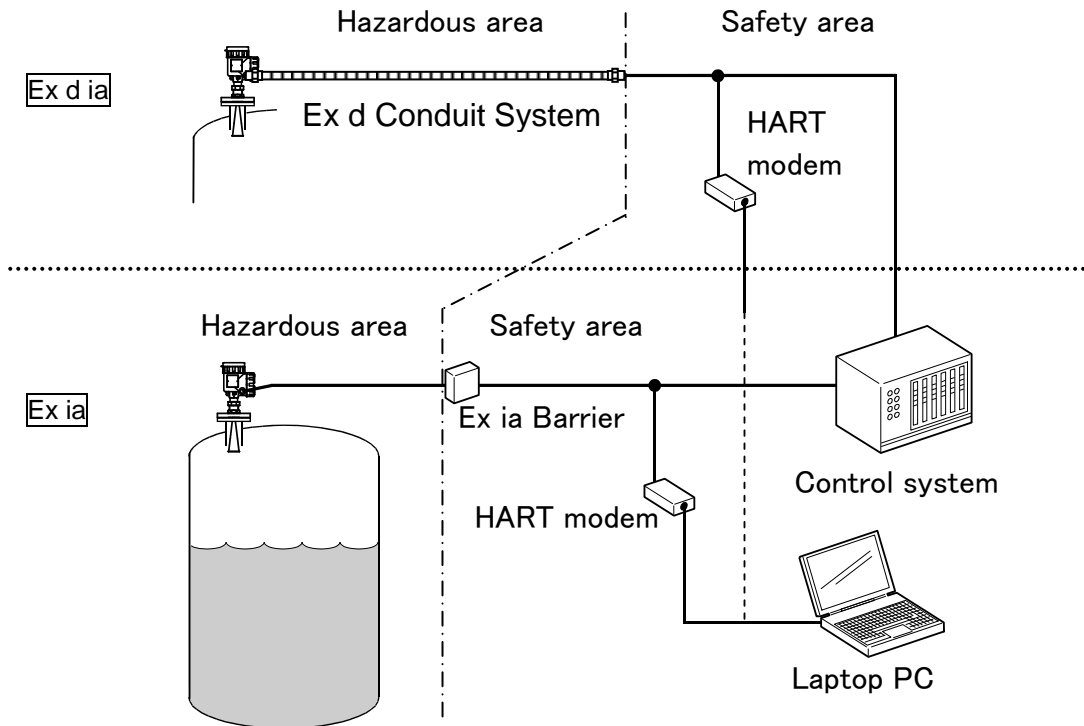 Hazardous area
Safety area
Ex d ia
Ex d Conduit System
HART
modem
Hazardous area
Safety area
Ex ia
Ex ia Barrier
Control system
HART modem
Laptop PC